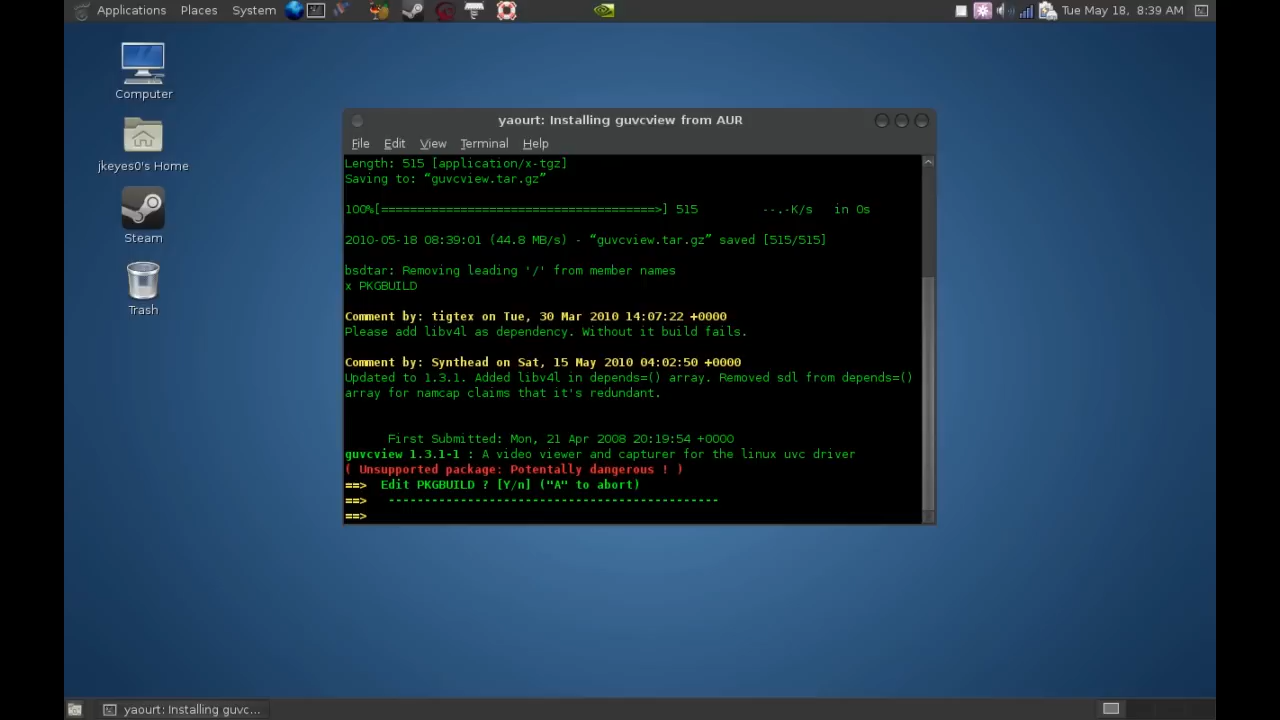 Applications Places System
Tue May 18, 8:39 AM
Computer
jkeyes0's Home
Steam
Trash
yaourt: Installing guvcview from AUR
File Edit View Terminal Help
Length: 515 [application/x-tgz]
Saving to: “guvcview.tar.gz”
100%[======================================>] 515 --.-K/s in 0s
2010-05-18 08:39:01 (44.8 MB/s) - “guvcview.tar.gz” saved [515/515]
bsdtar: Removing leading '/' from member names
x PKGBUILD
Comment by: tigtex on Tue, 30 Mar 2010 14:07:22 +0000
Please add libv4l as dependency. Without it build fails.
Comment by: Synthead on Sat, 15 May 2010 04:02:50 +0000
Updated to 1.3.1. Added libv4l in depends=() array. Removed sdl from depends=()
array for namcap claims that it's redundant.
First Submitted: Mon, 21 Apr 2008 20:19:54 +0000
guvcview 1.3.1-1 : A video viewer and capturer for the linux uvc driver
( Unsupported package: Potentally dangerous ! )
==> Edit PKGBUILD ? [Y/n] ("A" to abort)
==> ----------------------------------------------
==>
yaourt: Installing guvc...